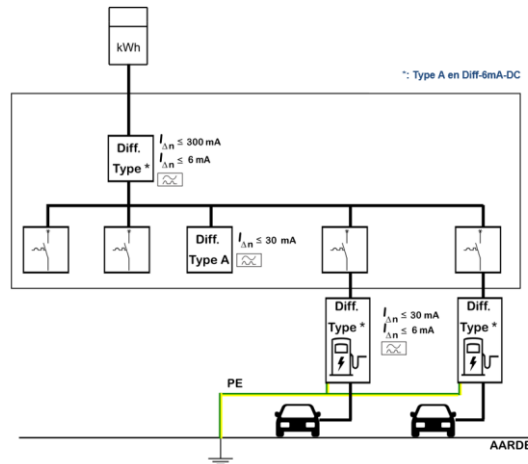 kWh
*: Type A en Diff-6mA-DC
Diff.
Type *
IΔn ≤ 300 mA
IΔn ≤ 6 mA
Diff.
Type A
IΔn ≤ 30 mA
Diff.
Type *
IΔn ≤ 30 mA
IΔn ≤ 6 mA
Diff.
Type *
PE
AARDE